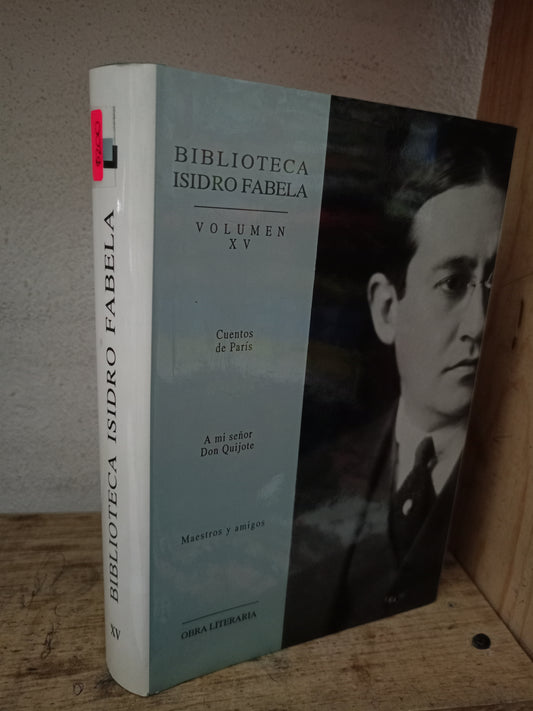 BIBLIOTECA
ISIDRO FABELA
VOLUMEN
XV
Cuentos
de París
A mi señor
Don Quijote
Maestros y amigos
OBRA LITERARIA
BIBLIOTECA ISIDRO FABELA
XV